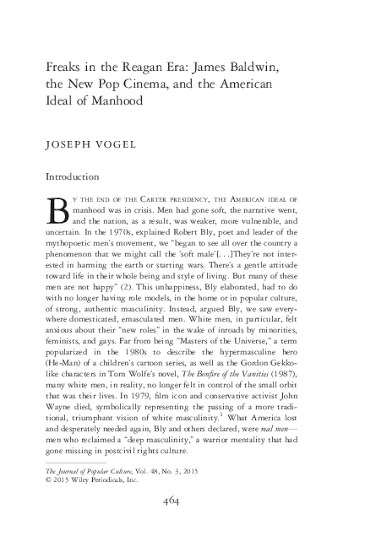 Freaks in the Reagan Era: James Baldwin,
the New Pop Cinema, and the American
Ideal of Manhood
JOSEPH VOGEL
Introduction
BY THE END OF THE CARTER PRESIDENCY, THE AMERICAN IDEAL OF
manhood was in crisis. Men had gone soft, the narrative went,
and the nation, as a result, was weaker, more vulnerable, and
uncertain. In the 1970s, explained Robert Bly, poet and leader of the
mythopoetic men's movement, we "began to see all over the country a
phenomenon that we might call the 'soft male'[. . .]They're not inter-
ested in harming the earth or starting wars. There's a gentle attitude
toward life in their whole being and style of living. But many of these
men are not happy" (2). This unhappiness, Bly elaborated, had to do
with no longer having role models, in the home or in popular culture,
of strong, authentic masculinity. Instead, argued Bly, we saw every-
where domesticated, emasculated men. White men, in particular, felt
anxious about their "new roles" in the wake of inroads by minorities,
feminists, and gays. Far from being "Masters of the Universe," a term
popularized in the 1980s to describe the hypermasculine hero
(He-Man) of a children's cartoon series, as well as the Gordon Gekko-
like characters in Tom Wolfe's novel, The Bonfire of the Vanities (1987),
many white men, in reality, no longer felt in control of the small orbit
that was their lives. In 1979, film icon and conservative activist John
Wayne died, symbolically representing the passing of a more tradi-
tional, triumphant vision of white masculinity.¹ What America lost
and desperately needed again, Bly and others declared, were real men—
men who reclaimed a "deep masculinity," a warrior mentality that had
gone missing in postcivil rights culture.
The Journal of Popular Culture, Vol. 48, No. 3, 2015
© 2015 Wiley Periodicals, Inc.
464